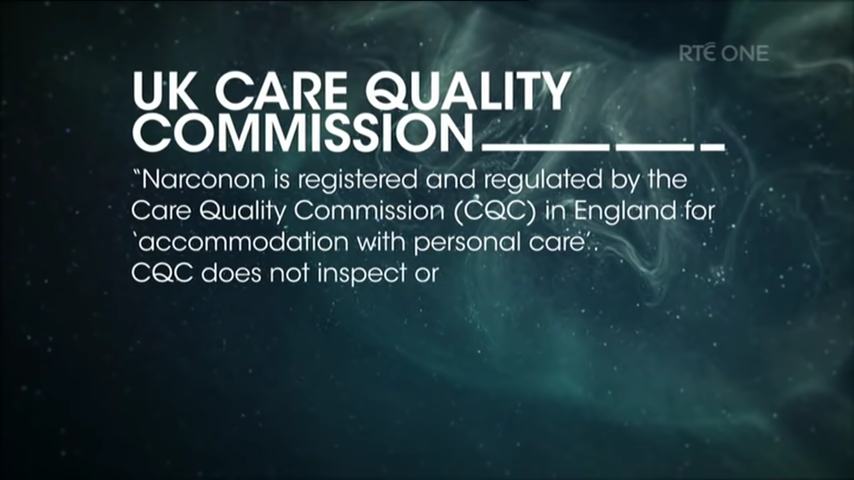 RTÉ ONE
UK CARE QUALITY
COMMISSION
“Narconon is registered and regulated by the
Care Quality Commission (CQC) in England for
‘accommodation with personal care’.
CQC does not inspect or